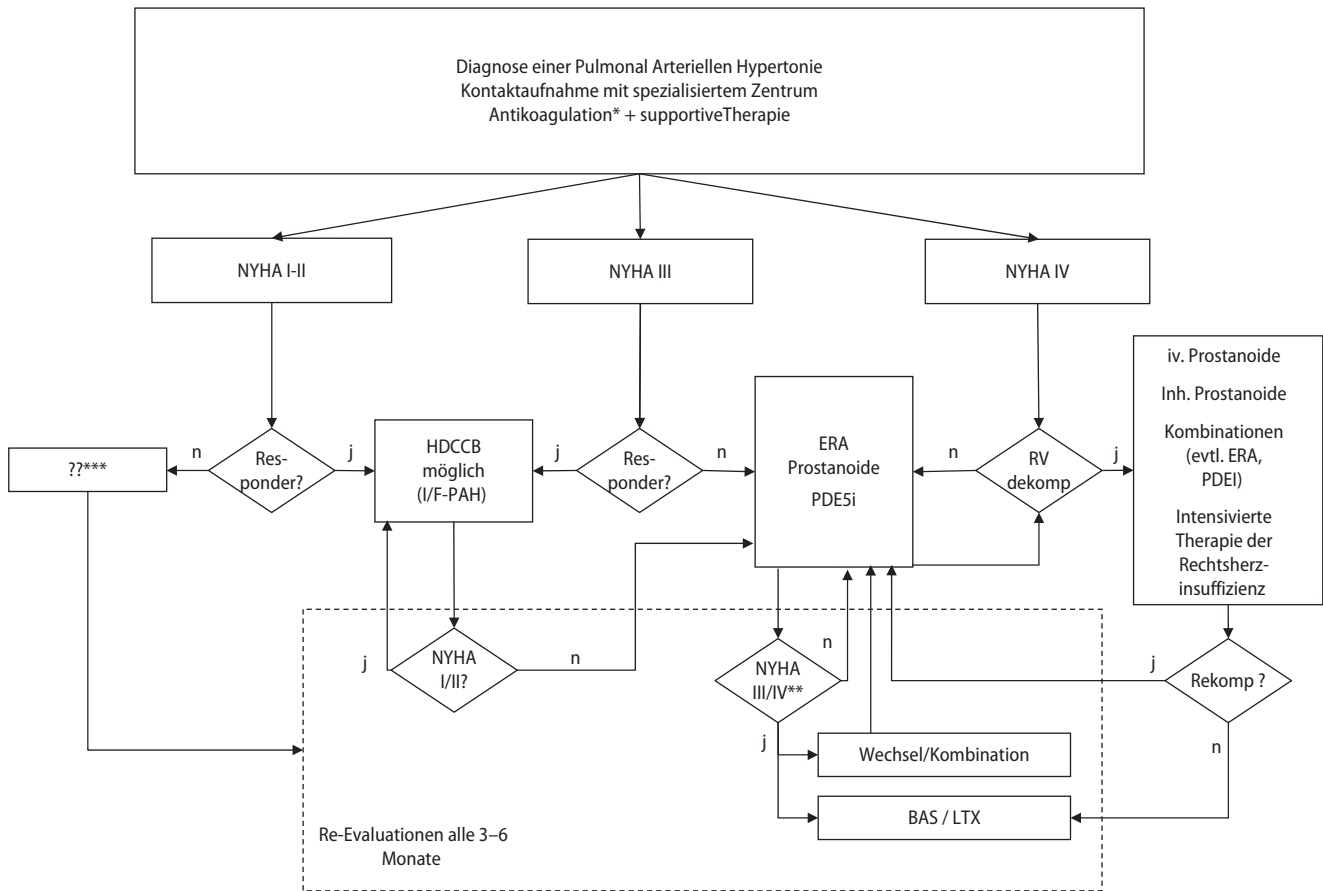 Diagnose einer Pulmonal Arteriellen Hypertonie
Kontaktaufnahme mit spezialisiertem Zentrum
Antikoagulation* + supportiveTherapie
NYHA I-II
NYHA III
NYHA IV
??***
n
Res-
ponder?
j
HDCCB
möglich
(I/F-PAH)
j
Res-
ponder?
n
ERA
Prostanoide
PDE5i
n
RV
dekomp
j
iv. Prostanoide
Inh. Prostanoide
Kombinationen
(evtl. ERA,
PDEI)
Intensivierte
Therapie der
Rechtsherz-
insuffizienz
j
NYHA
I/II?
n
NYHA
III/IV**
n
j
j
Rekomp ?
n
Wechsel/Kombination
BAS / LTX
Re-Evaluationen alle 3–6
Monate